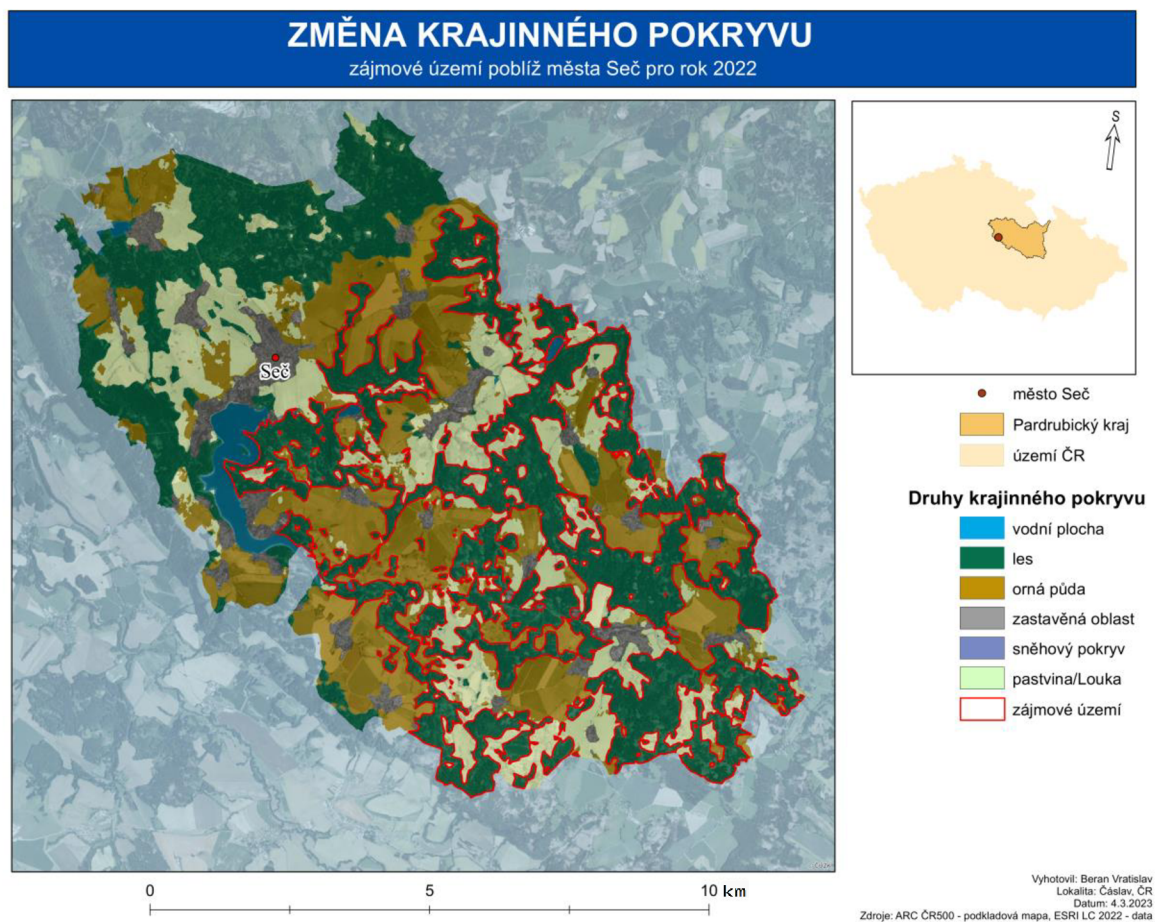 ZMĚNA KRAJINNÉHO POKRYVU
zájmové území poblíž města Seč pro rok 2022
S
Seč
město Seč
Pardrubický kraj
území ČR
Druhy krajinného pokryvu
vodní plocha
les
orná půda
zastavěná oblast
sněhový pokryv
pastvina/Louka
zájmové území
0 5 10 km
Vyhotovil: Beran Vratislav
Lokalita: Čáslav, ČR
Datum: 4.3.2023
Zdroje: ARC ČR500 - podkladová mapa, ESRI LC 2022 - data